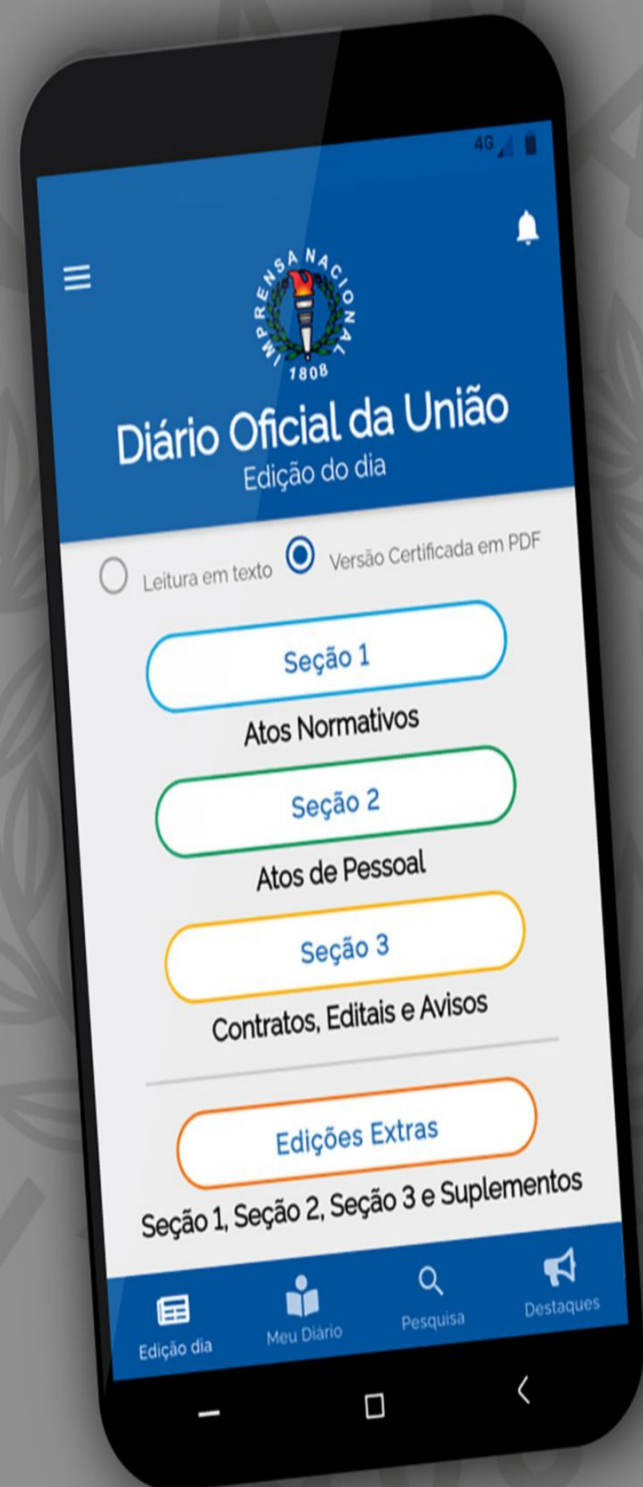 4G
IMPRENSA NACIONAL
1808
Diário Oficial da União
Edição do dia
Leitura em texto Versão Certificada em PDF
Seção 1
Atos Normativos
Seção 2
Atos de Pessoal
Seção 3
Contratos, Editais e Avisos
Edições Extras
Seção 1, Seção 2, Seção 3 e Suplementos
Edição dia Meu Diário Pesquisa Destaques